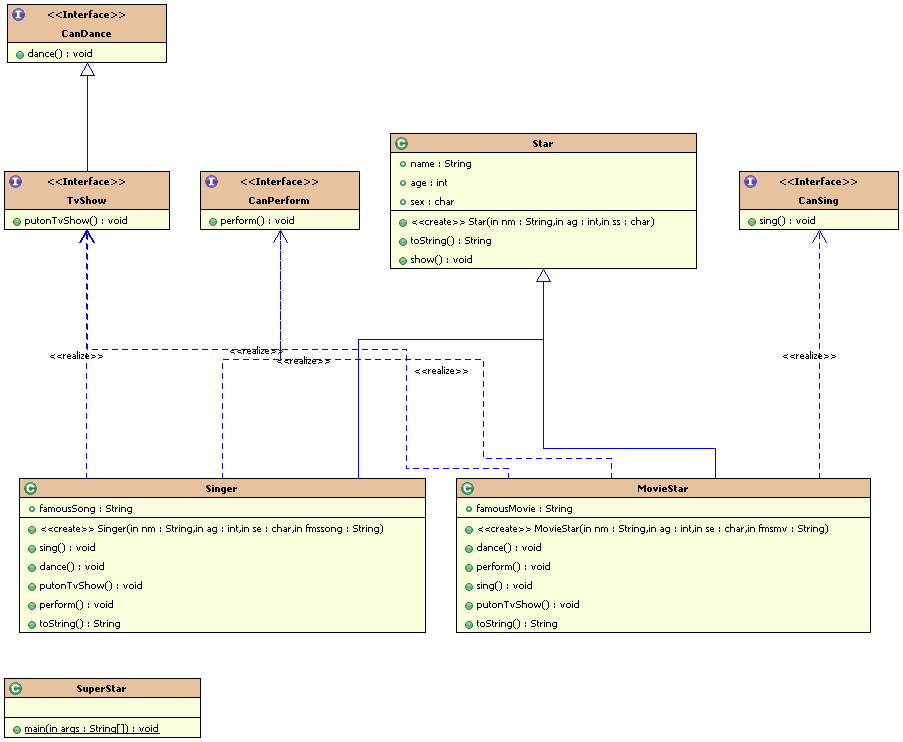 <<Interface>>
CanDance
dance() : void
<<Interface>>
TvShow
putonTvShow() : void
<<Interface>>
CanPerform
perform() : void
Star
name : String
age : int
sex : char
<<create>> Star(in nm : String,in ag : int,in ss : char)
toString() : String
show() : void
<<Interface>>
CanSing
sing() : void
<<realize>>
<<realize>>
<<realize>>
<<realize>>
<<realize>>
Singer
famousSong : String
<<create>> Singer(in nm : String,in ag : int,in se : char,in fmssong : String)
sing() : void
dance() : void
putonTvShow() : void
perform() : void
toString() : String
MovieStar
famousMovie : String
<<create>> MovieStar(in nm : String,in ag : int,in se : char,in fmsmv : String)
dance() : void
perform() : void
sing() : void
putonTvShow() : void
toString() : String
SuperStar
main(in args : String[]) : void